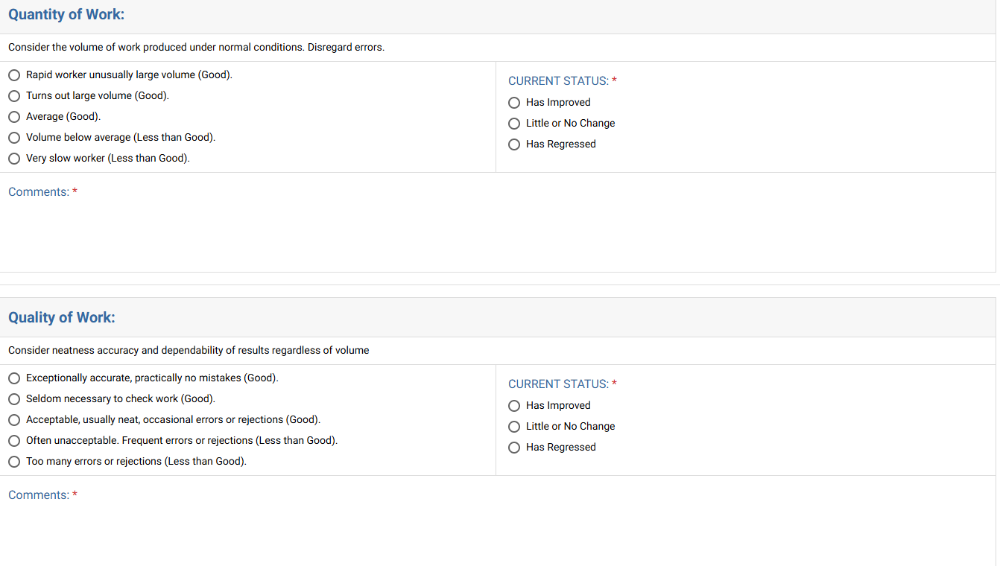 Quantity of Work:
Consider the volume of work produced under normal conditions. Disregard errors.
Rapid worker unusually large volume (Good).
Turns out large volume (Good).
Average (Good).
Volume below average (Less than Good).
Very slow worker (Less than Good).
CURRENT STATUS: *
Has Improved
Little or No Change
Has Regressed
Comments: *
Quality of Work:
Consider neatness accuracy and dependability of results regardless of volume
Exceptionally accurate, practically no mistakes (Good).
Seldom necessary to check work (Good).
Acceptable, usually neat, occasional errors or rejections (Good).
Often unacceptable. Frequent errors or rejections (Less than Good).
Too many errors or rejections (Less than Good).
CURRENT STATUS: *
Has Improved
Little or No Change
Has Regressed
Comments: *